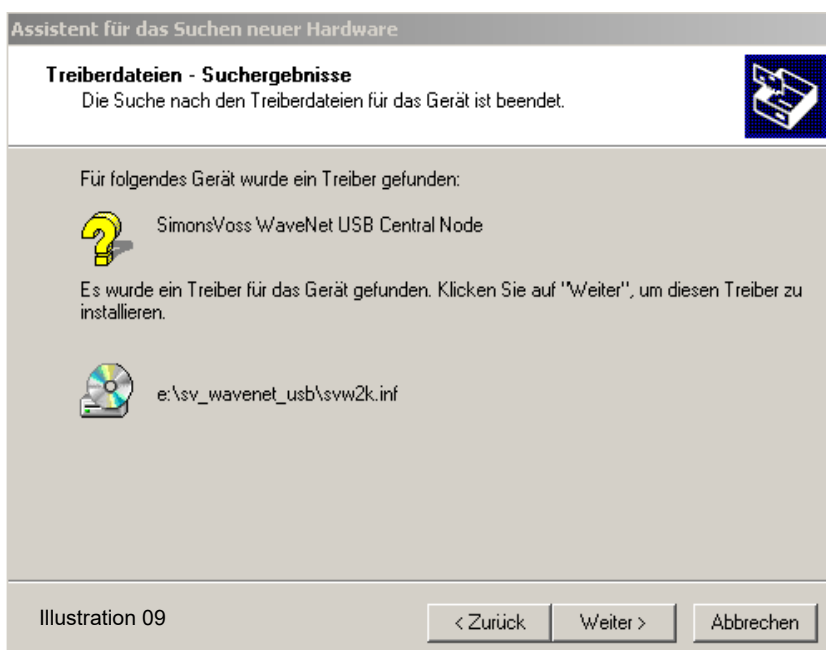 Assistent für das Suchen neuer Hardware
Treiberdateien - Suchergebnisse
Die Suche nach den Treiberdateien für das Gerät ist beendet.
Für folgendes Gerät wurde ein Treiber gefunden:
SimonsVoss WaveNet USB Central Node
Es wurde ein Treiber für das Gerät gefunden. Klicken Sie auf "Weiter", um diesen Treiber zu
installieren.
e:\sv_wavenet_usb\svw2k.inf
Illustration 09
< Zurück
Weiter >
Abbrechen